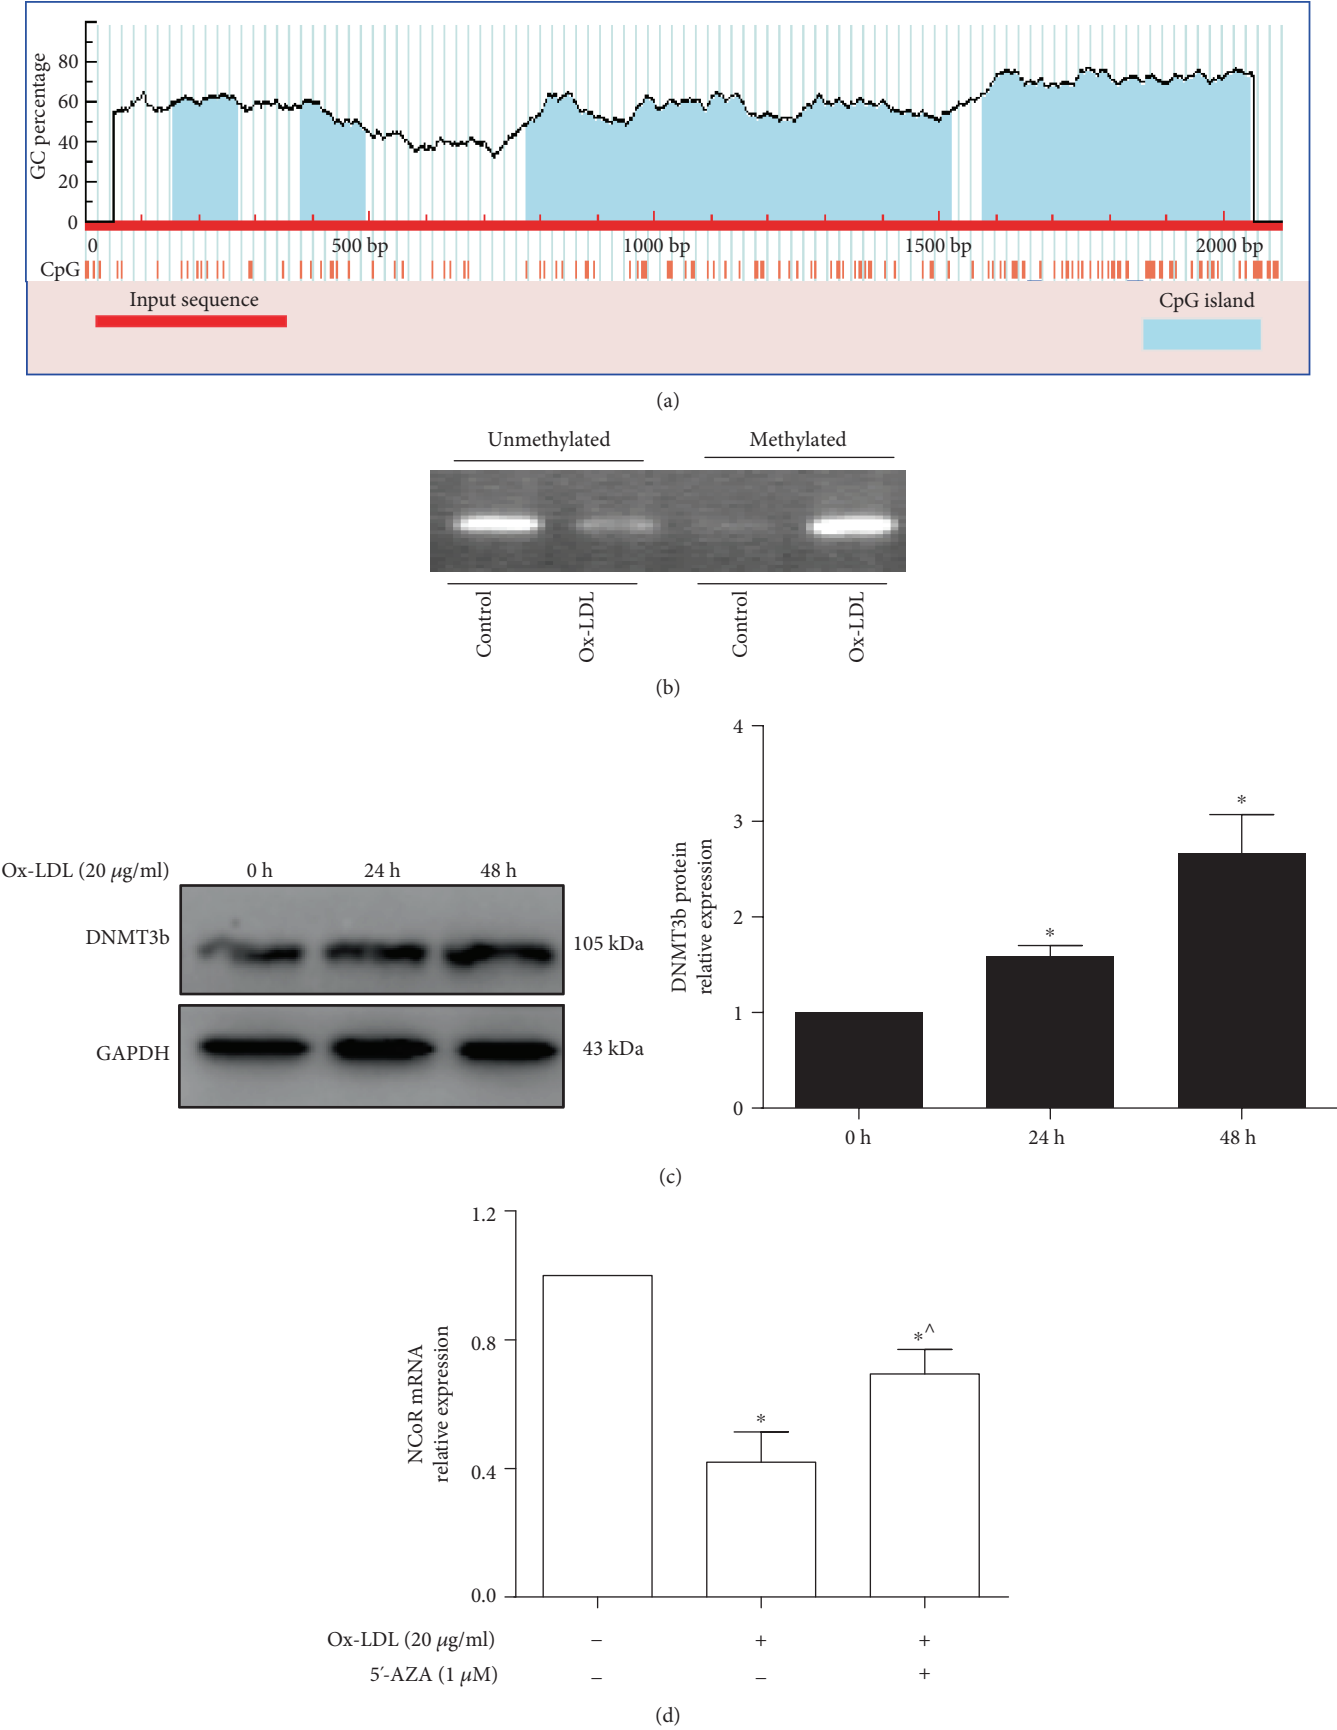 GC percentage
80
60
40
20
0
0 500 bp 1000 bp 1500 bp 2000 bp
CpG
Input sequence CpG island
(a)
Unmethylated Methylated
Control Ox-LDL Control Ox-LDL
(b)
Ox-LDL (20 μg/ml) 0 h 24 h 48 h
DNMT3b 105 kDa
GAPDH 43 kDa
DNMT3b protein
relative expression
4
3
2
1
0
*
*
0 h 24 h 48 h
(c)
NCoR mRNA
relative expression
1.2
0.8
0.4
0.0
*
*^
Ox-LDL (20 μg/ml) − + +
5′-AZA (1 μM) − − +
(d)